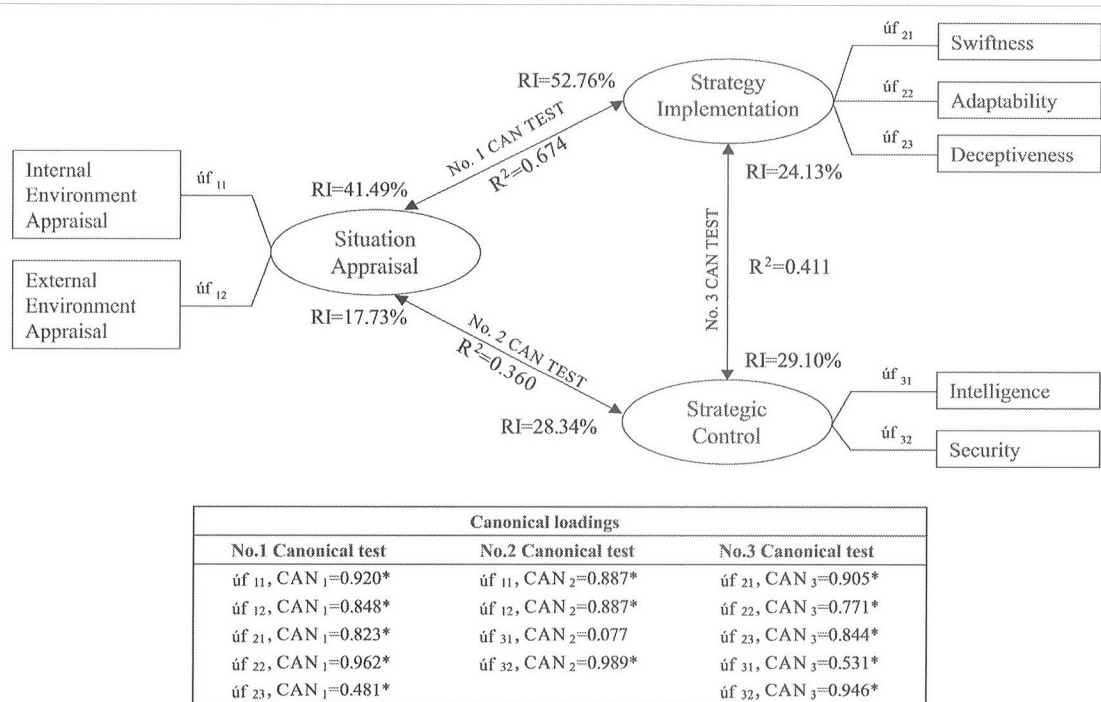 úf 21
Swiftness
RI=52.76%
Strategy
Implementation
úf 22
Adaptability
úf 23
Deceptiveness
No. 1 CAN TEST
R²=0.674
Internal
Environment
Appraisal
úf 11
RI=41.49%
RI=24.13%
Situation
Appraisal
No. 3 CAN TEST
R²=0.411
External
Environment
Appraisal
úf 12
RI=17.73%
No. 2 CAN TEST
R²=0.360
RI=29.10%
RI=28.34%
Strategic
Control
úf 31
Intelligence
úf 32
Security
Canonical loadings
No.1 Canonical test No.2 Canonical test No.3 Canonical test
úf 11, CAN 1=0.920* úf 11, CAN 2=0.887* úf 21, CAN 3=0.905*
úf 12, CAN 1=0.848* úf 12, CAN 2=0.887* úf 22, CAN 3=0.771*
úf 21, CAN 1=0.823* úf 31, CAN 2=0.077 úf 23, CAN 3=0.844*
úf 22, CAN 1=0.962* úf 32, CAN 2=0.989* úf 31, CAN 3=0.531*
úf 23, CAN 1=0.481* úf 32, CAN 3=0.946*